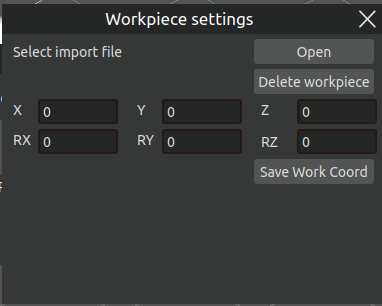 Workpiece settings
Select import file Open
Delete workpiece
X 0 Y 0 Z 0
RX 0 RY 0 RZ 0
Save Work Coord